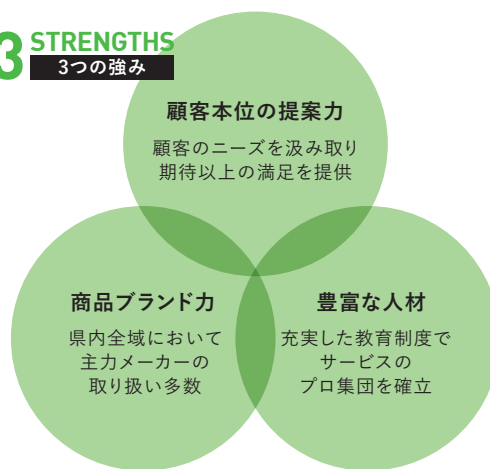 3 STRENGTHS
3つの強み
顧客本位の提案力
顧客のニーズを汲み取り
期待以上の満足を提供
商品ブランド力
県内全域において
主力メーカーの
取り扱い多数
豊富な人材
充実した教育制度で
サービスの
プロ集団を確立